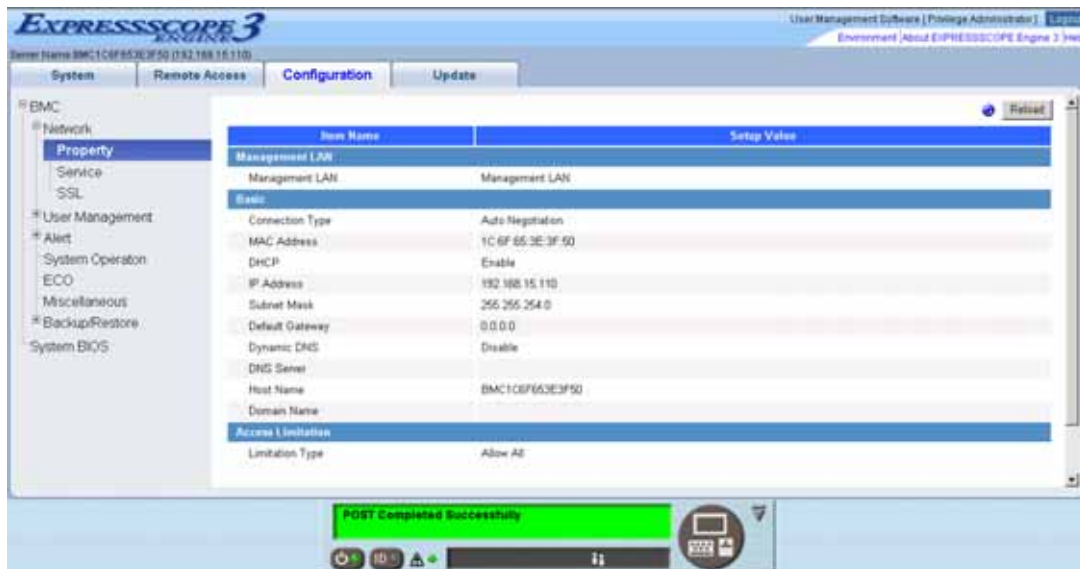 EXPRESSSCOPE
ENGINE 3
User Management Software [ Privilege Administrator ] Logout
Environment |About EXPRESSSCOPE Engine 3 |Help
Server Name:BMC1C6F653E3F50 (192.168.15.110)
System
Remote Access
Configuration
Update
BMC
Network
Property
Service
SSL
User Management
Alert
System Operaton
ECO
Miscellaneous
Backup/Restore
System BIOS
Reload
Item Name Setup Value
Management LAN
Management LAN Management LAN
Basic
Connection Type Auto Negotiation
MAC Address 1C:6F:65:3E:3F:50
DHCP Enable
IP Address 192.168.15.110
Subnet Mask 255.255.254.0
Default Gateway 0.0.0.0
Dynamic DNS Disable
DNS Server
Host Name BMC1C6F653E3F50
Domain Name
Access Limitation
Limitation Type Allow All
POST Completed Successfully
ID